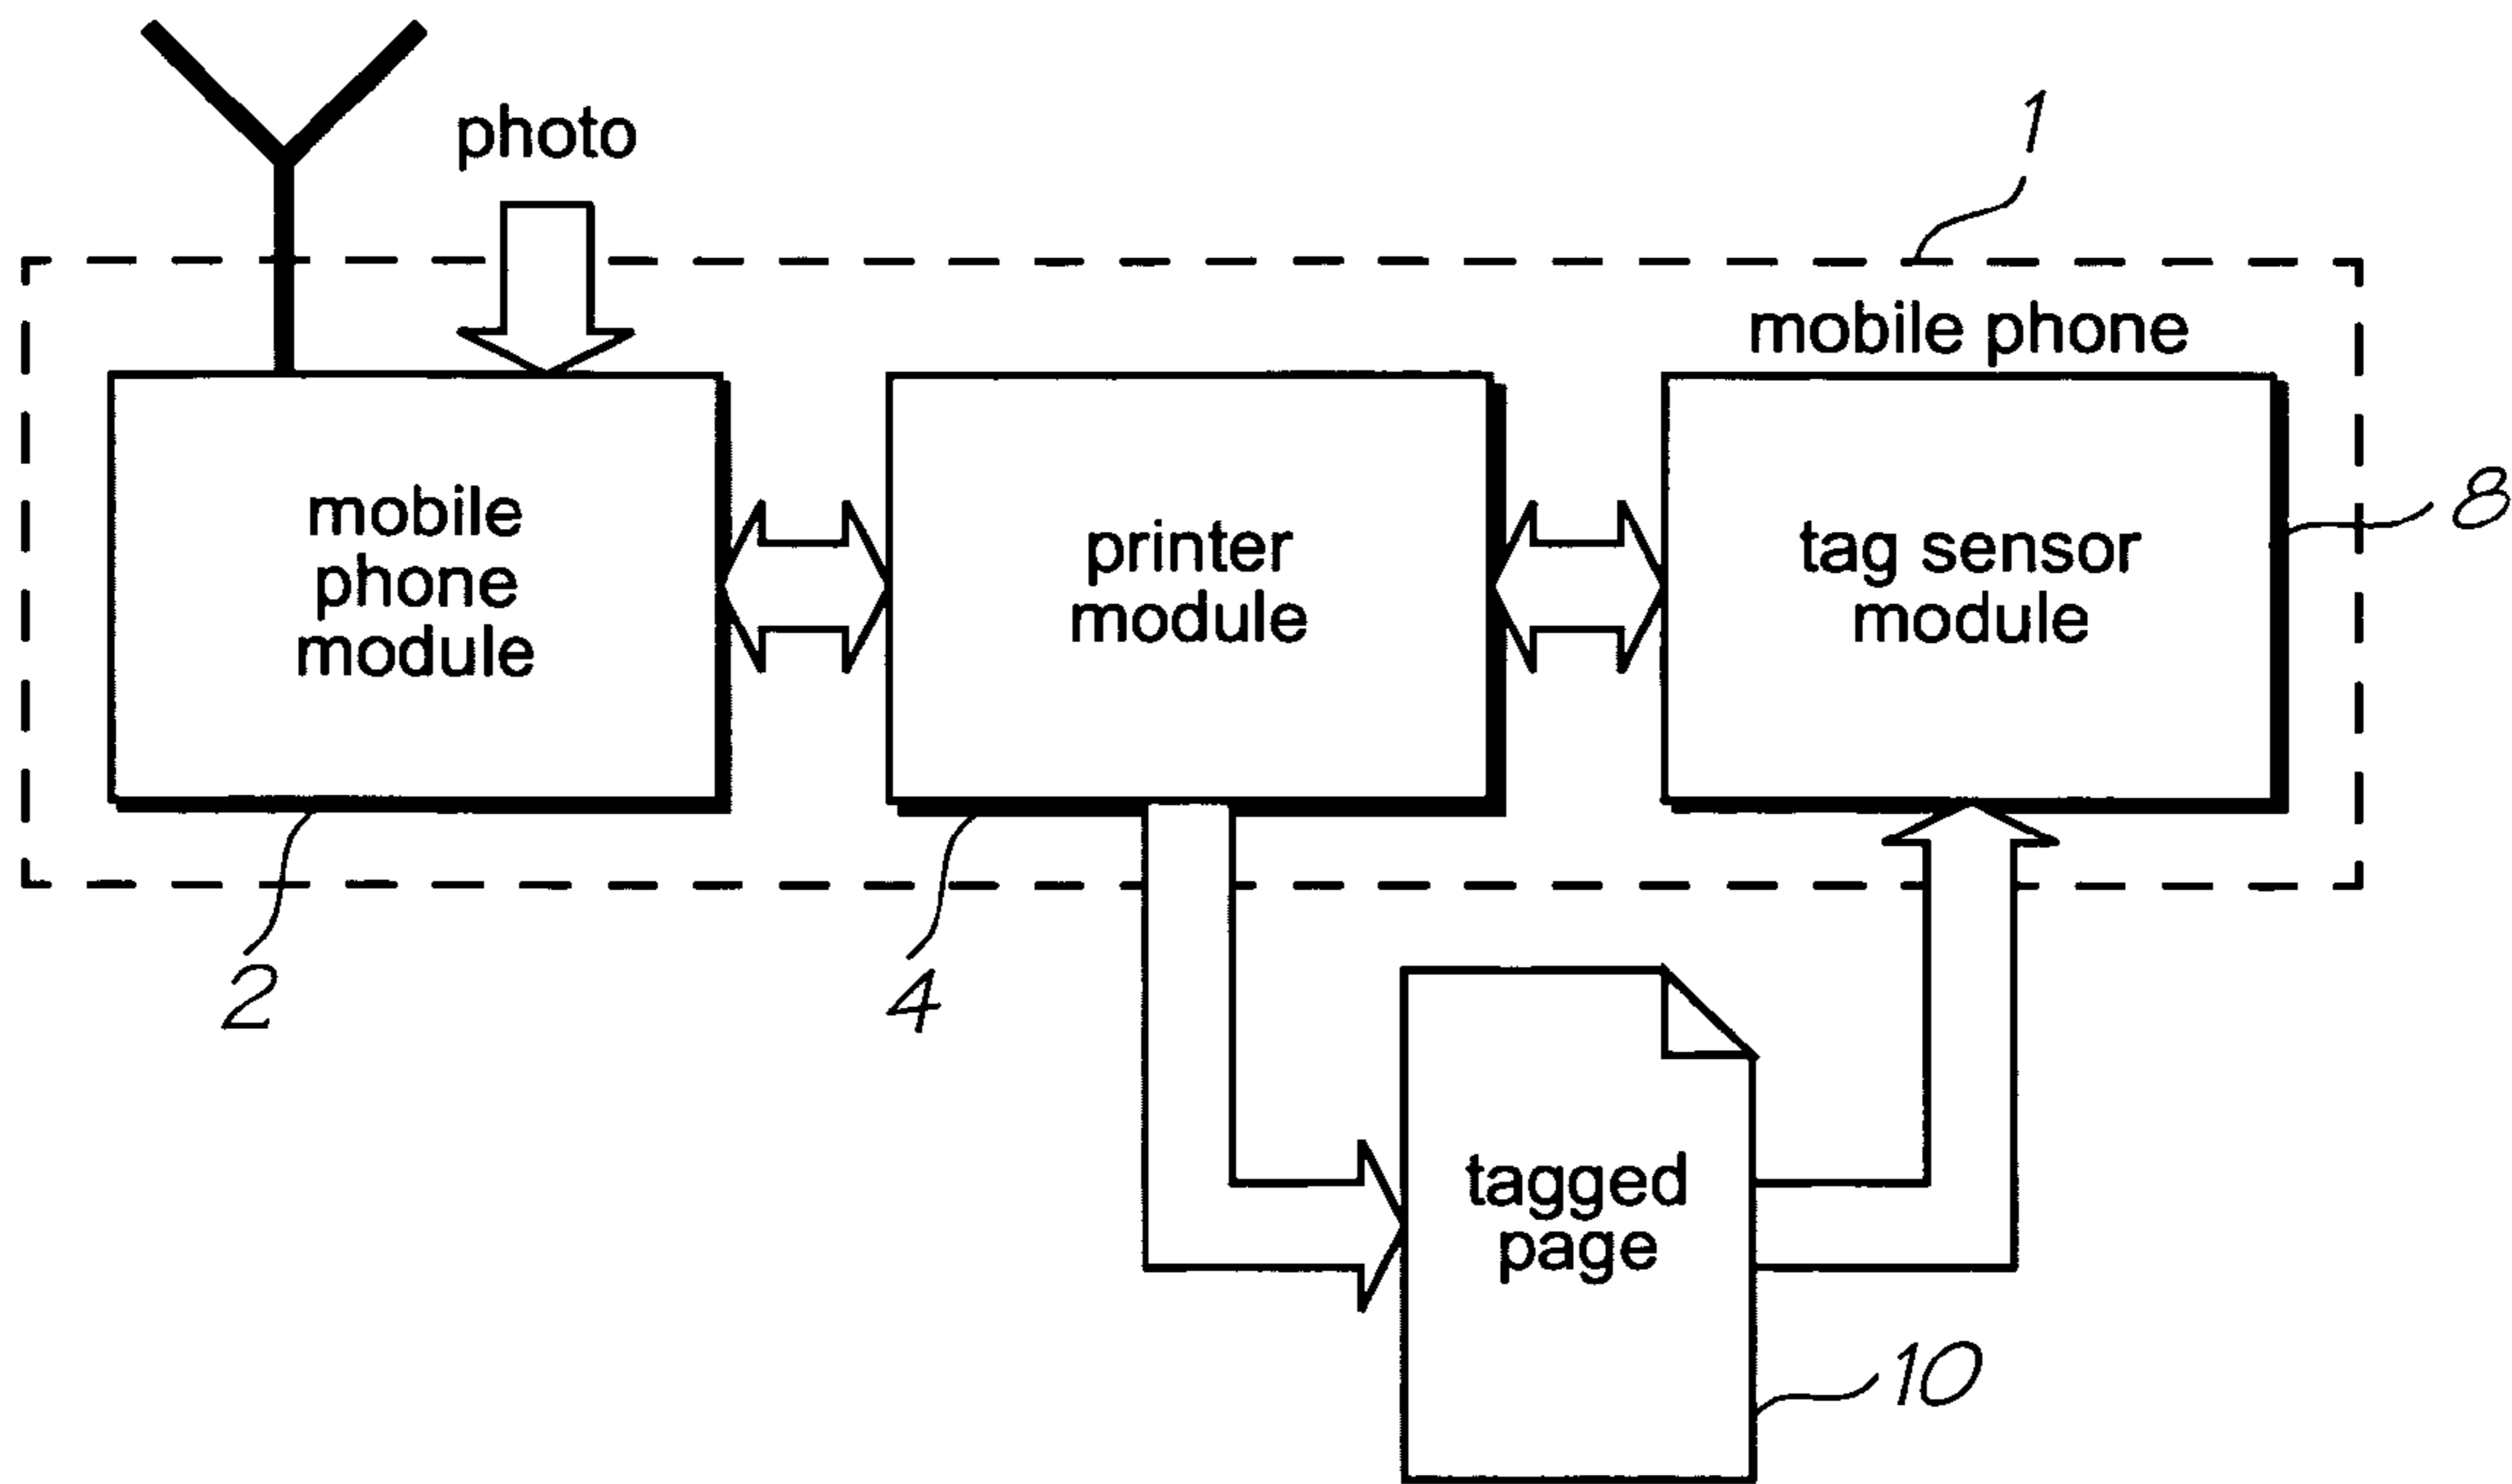 photo
1
mobile phone
mobile
phone
module
printer
module
tag sensor
module
8
2
4
tagged
page
10